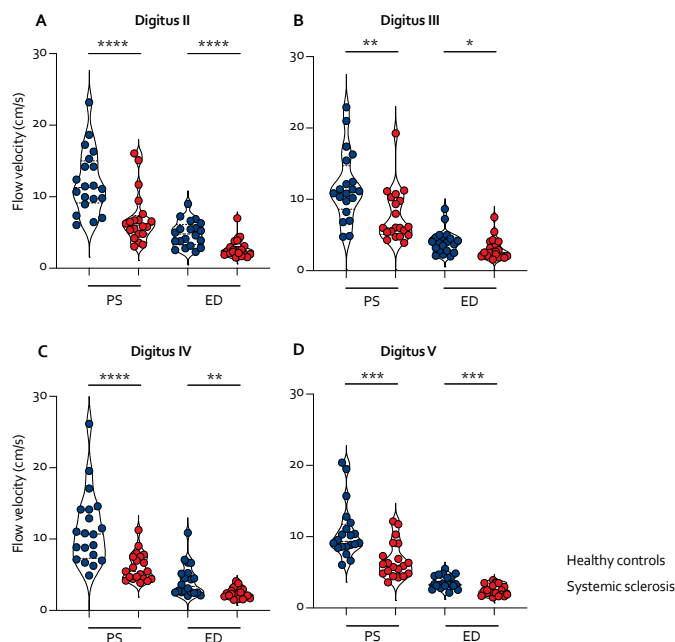 A Digitus II
B Digitus III
**** ****
** *
30
20
10
0
Flow velocity (cm/s)
PS ED
30
20
10
0
PS ED
C Digitus IV
D Digitus V
**** **
*** ***
30
20
10
0
Flow velocity (cm/s)
PS ED
30
20
10
0
PS ED
Healthy controls
Systemic sclerosis